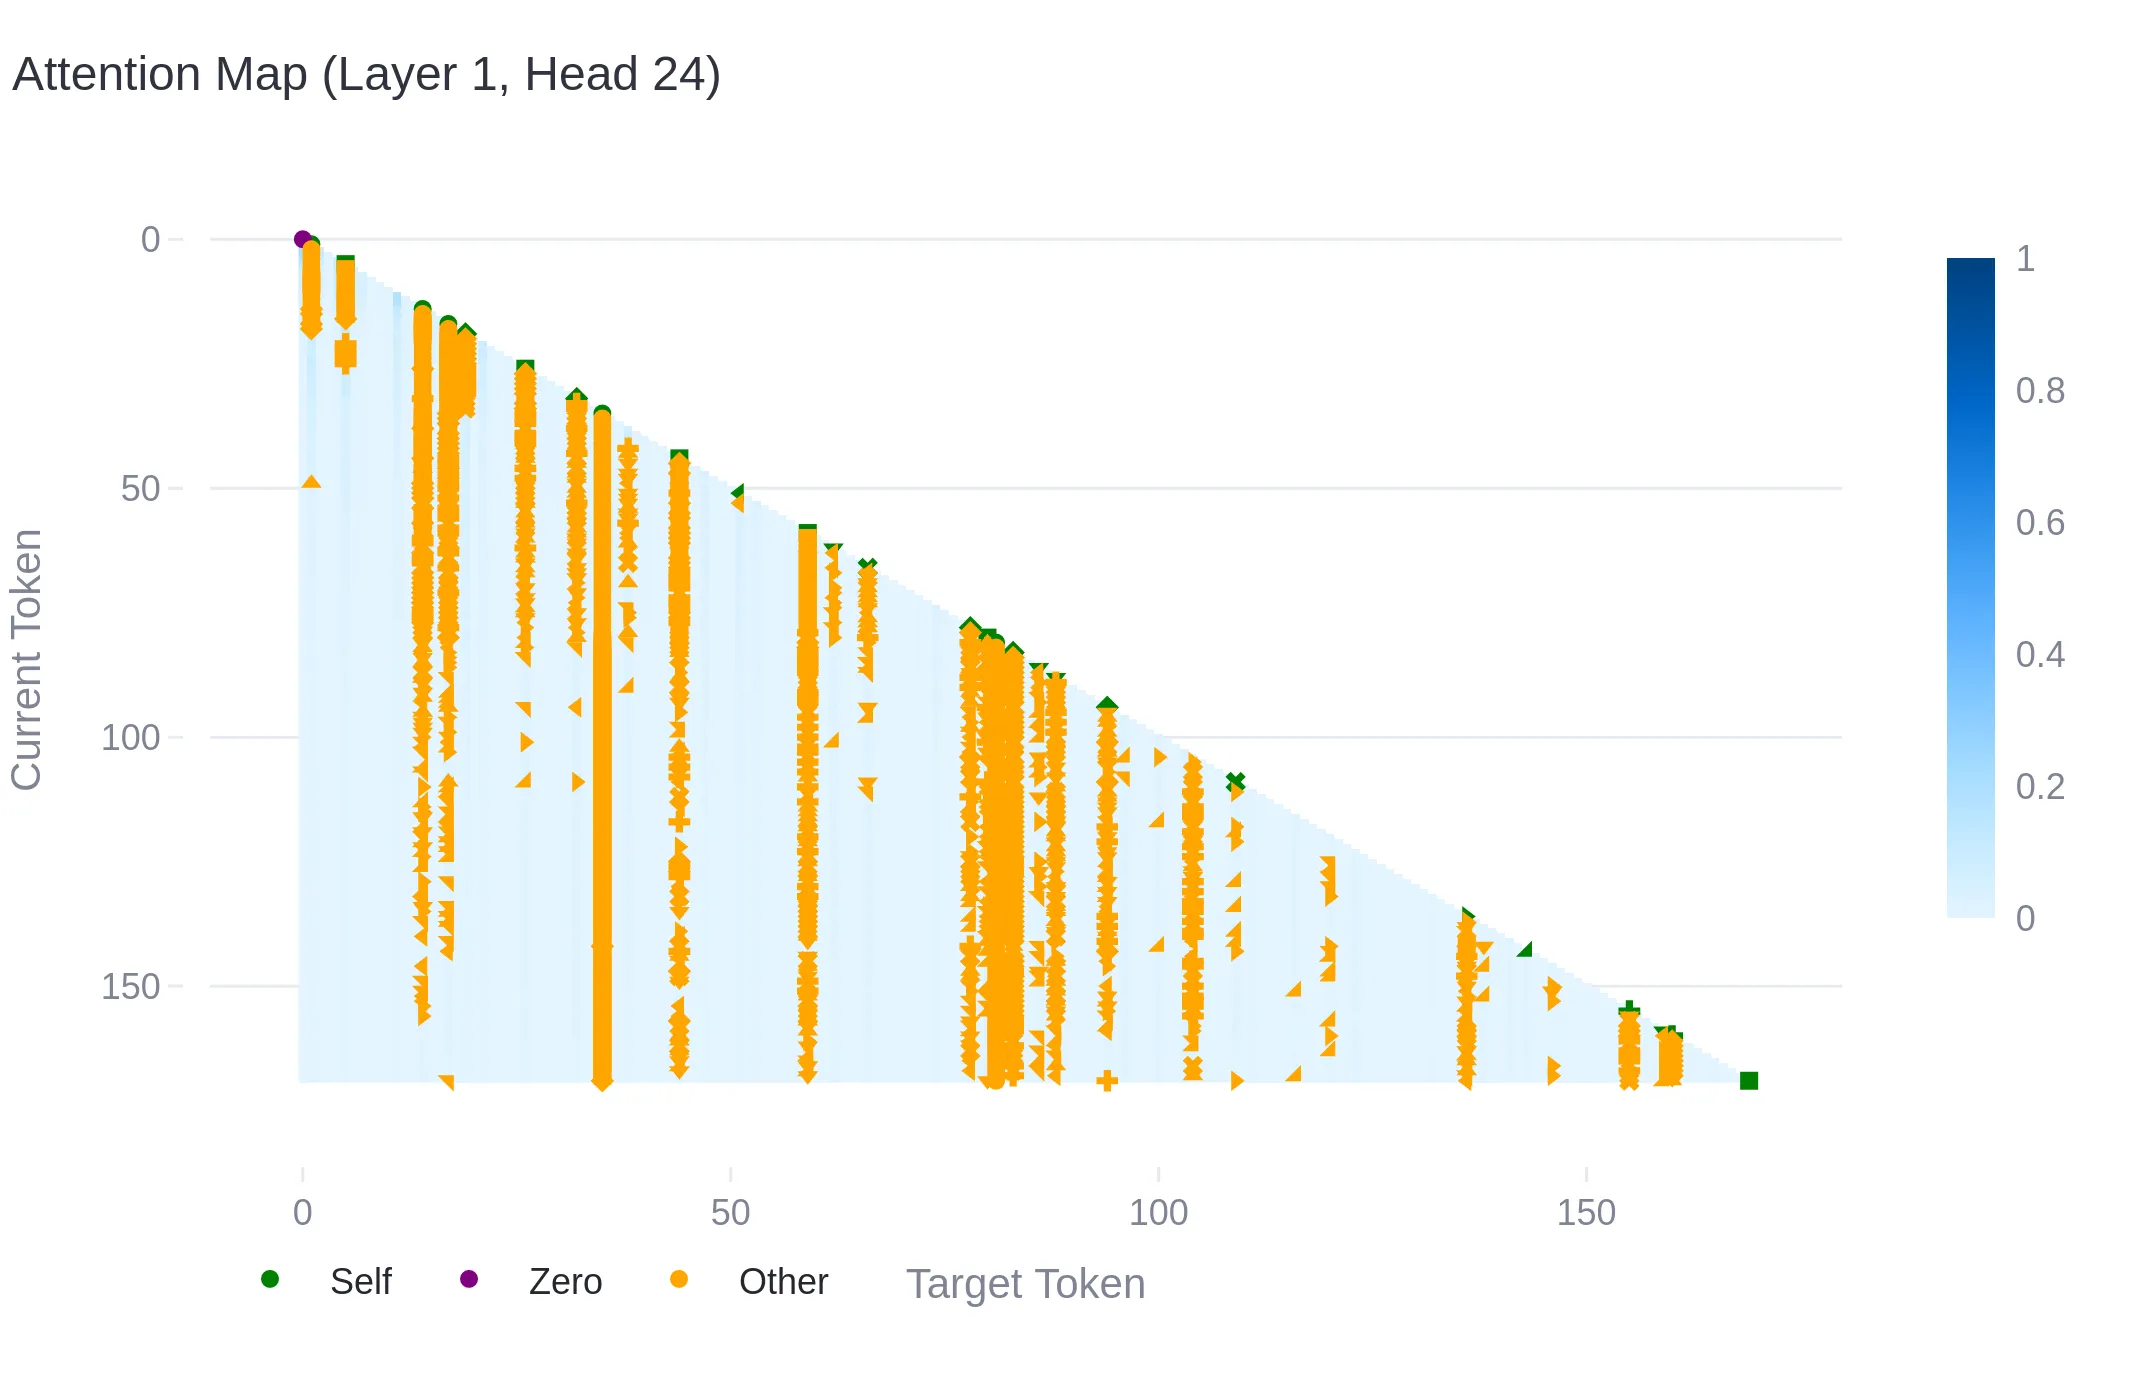 Attention Map (Layer 1, Head 24)
0
50
100
150
Current Token
1
0.8
0.6
0.4
0.2
0
0 50 100 150
Self Zero Other Target Token